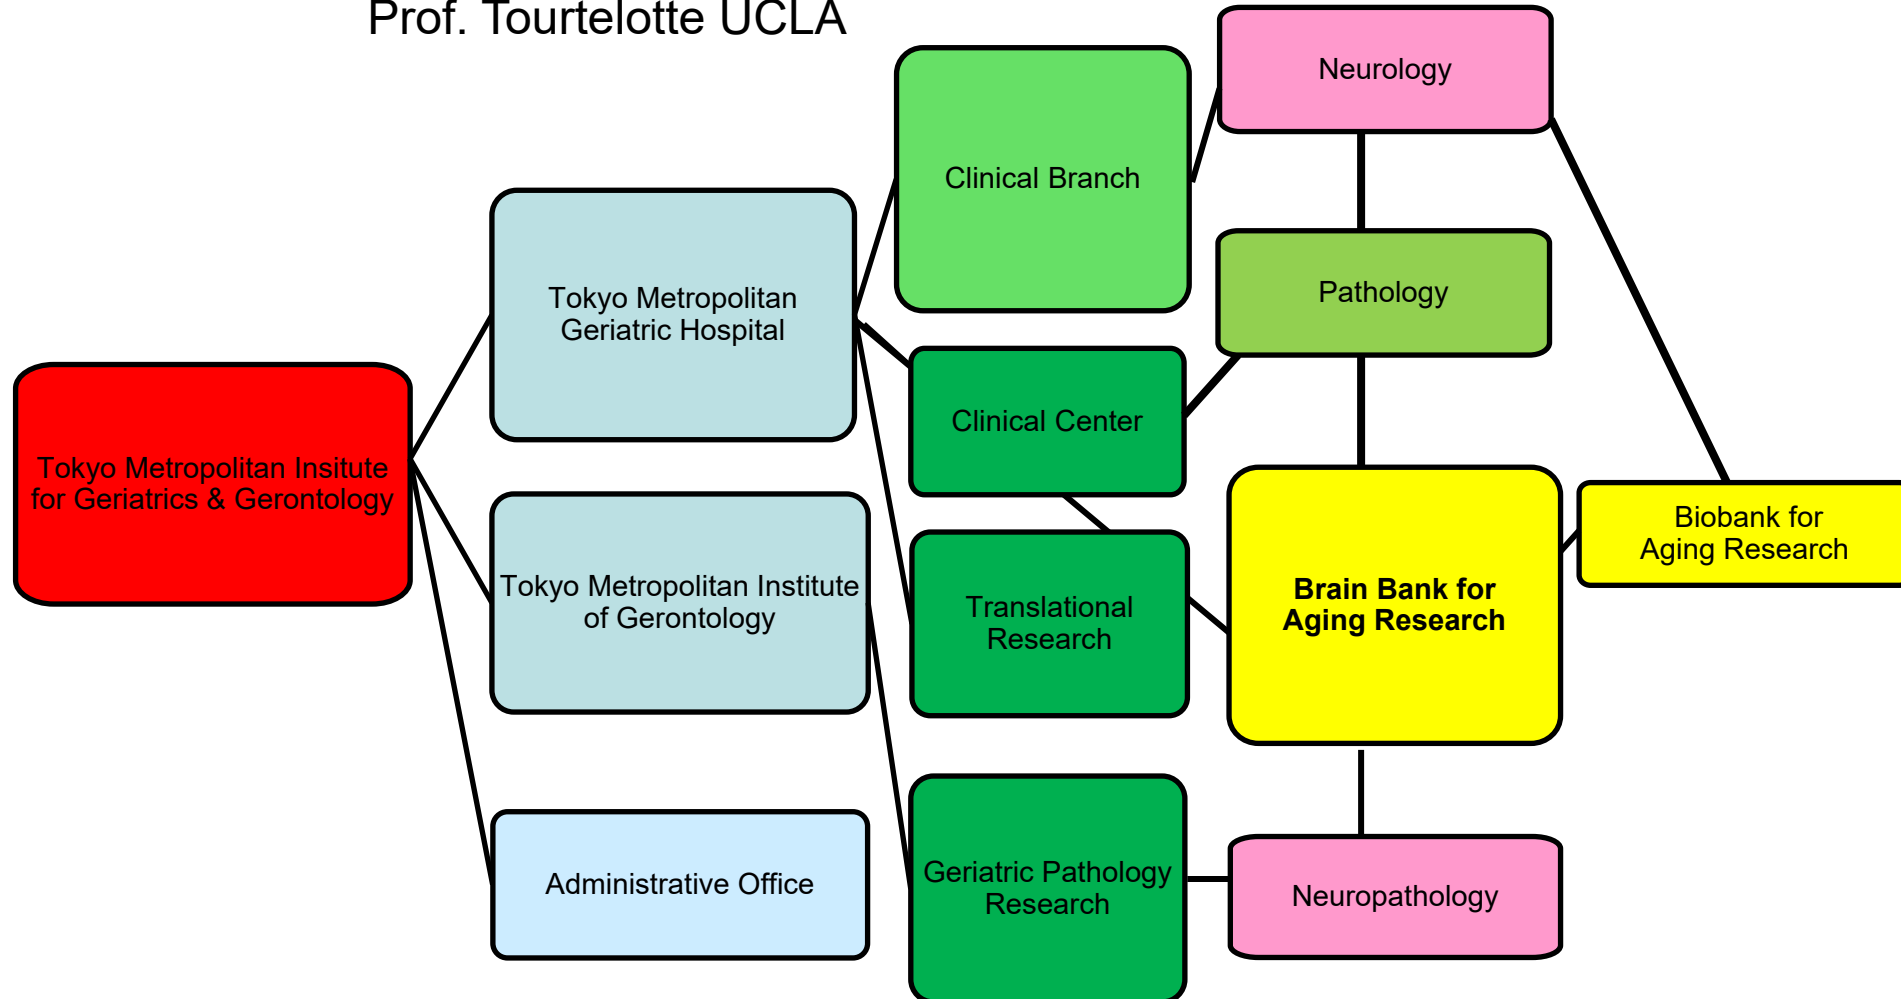 Prof. Tourtelotte UCLA
Neurology
Clinical Branch
Pathology
Tokyo Metropolitan
Geriatric Hospital
Clinical Center
Tokyo Metropolitan Insitute
for Geriatrics & Gerontology
Biobank for
Aging Research
Tokyo Metropolitan Institute
of Gerontology
Translational
Research
Brain Bank for
Aging Research
Administrative Office
Geriatric Pathology
Research
Neuropathology